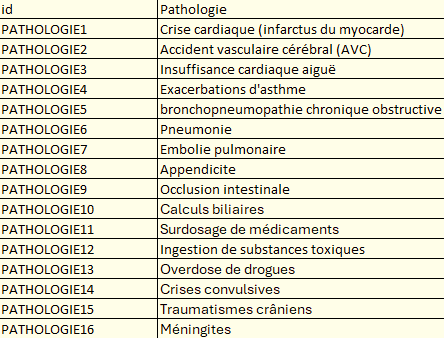 id Pathologie
PATHOLOGIE1 Crise cardiaque (infarctus du myocarde)
PATHOLOGIE2 Accident vasculaire cérébral (AVC)
PATHOLOGIE3 Insuffisance cardiaque aiguë
PATHOLOGIE4 Exacerbations d'asthme
PATHOLOGIE5 bronchopneumopathie chronique obstructive
PATHOLOGIE6 Pneumonie
PATHOLOGIE7 Embolie pulmonaire
PATHOLOGIE8 Appendicite
PATHOLOGIE9 Occlusion intestinale
PATHOLOGIE10 Calculs biliaires
PATHOLOGIE11 Surdosage de médicaments
PATHOLOGIE12 Ingestion de substances toxiques
PATHOLOGIE13 Overdose de drogues
PATHOLOGIE14 Crises convulsives
PATHOLOGIE15 Traumatismes crâniens
PATHOLOGIE16 Méningites